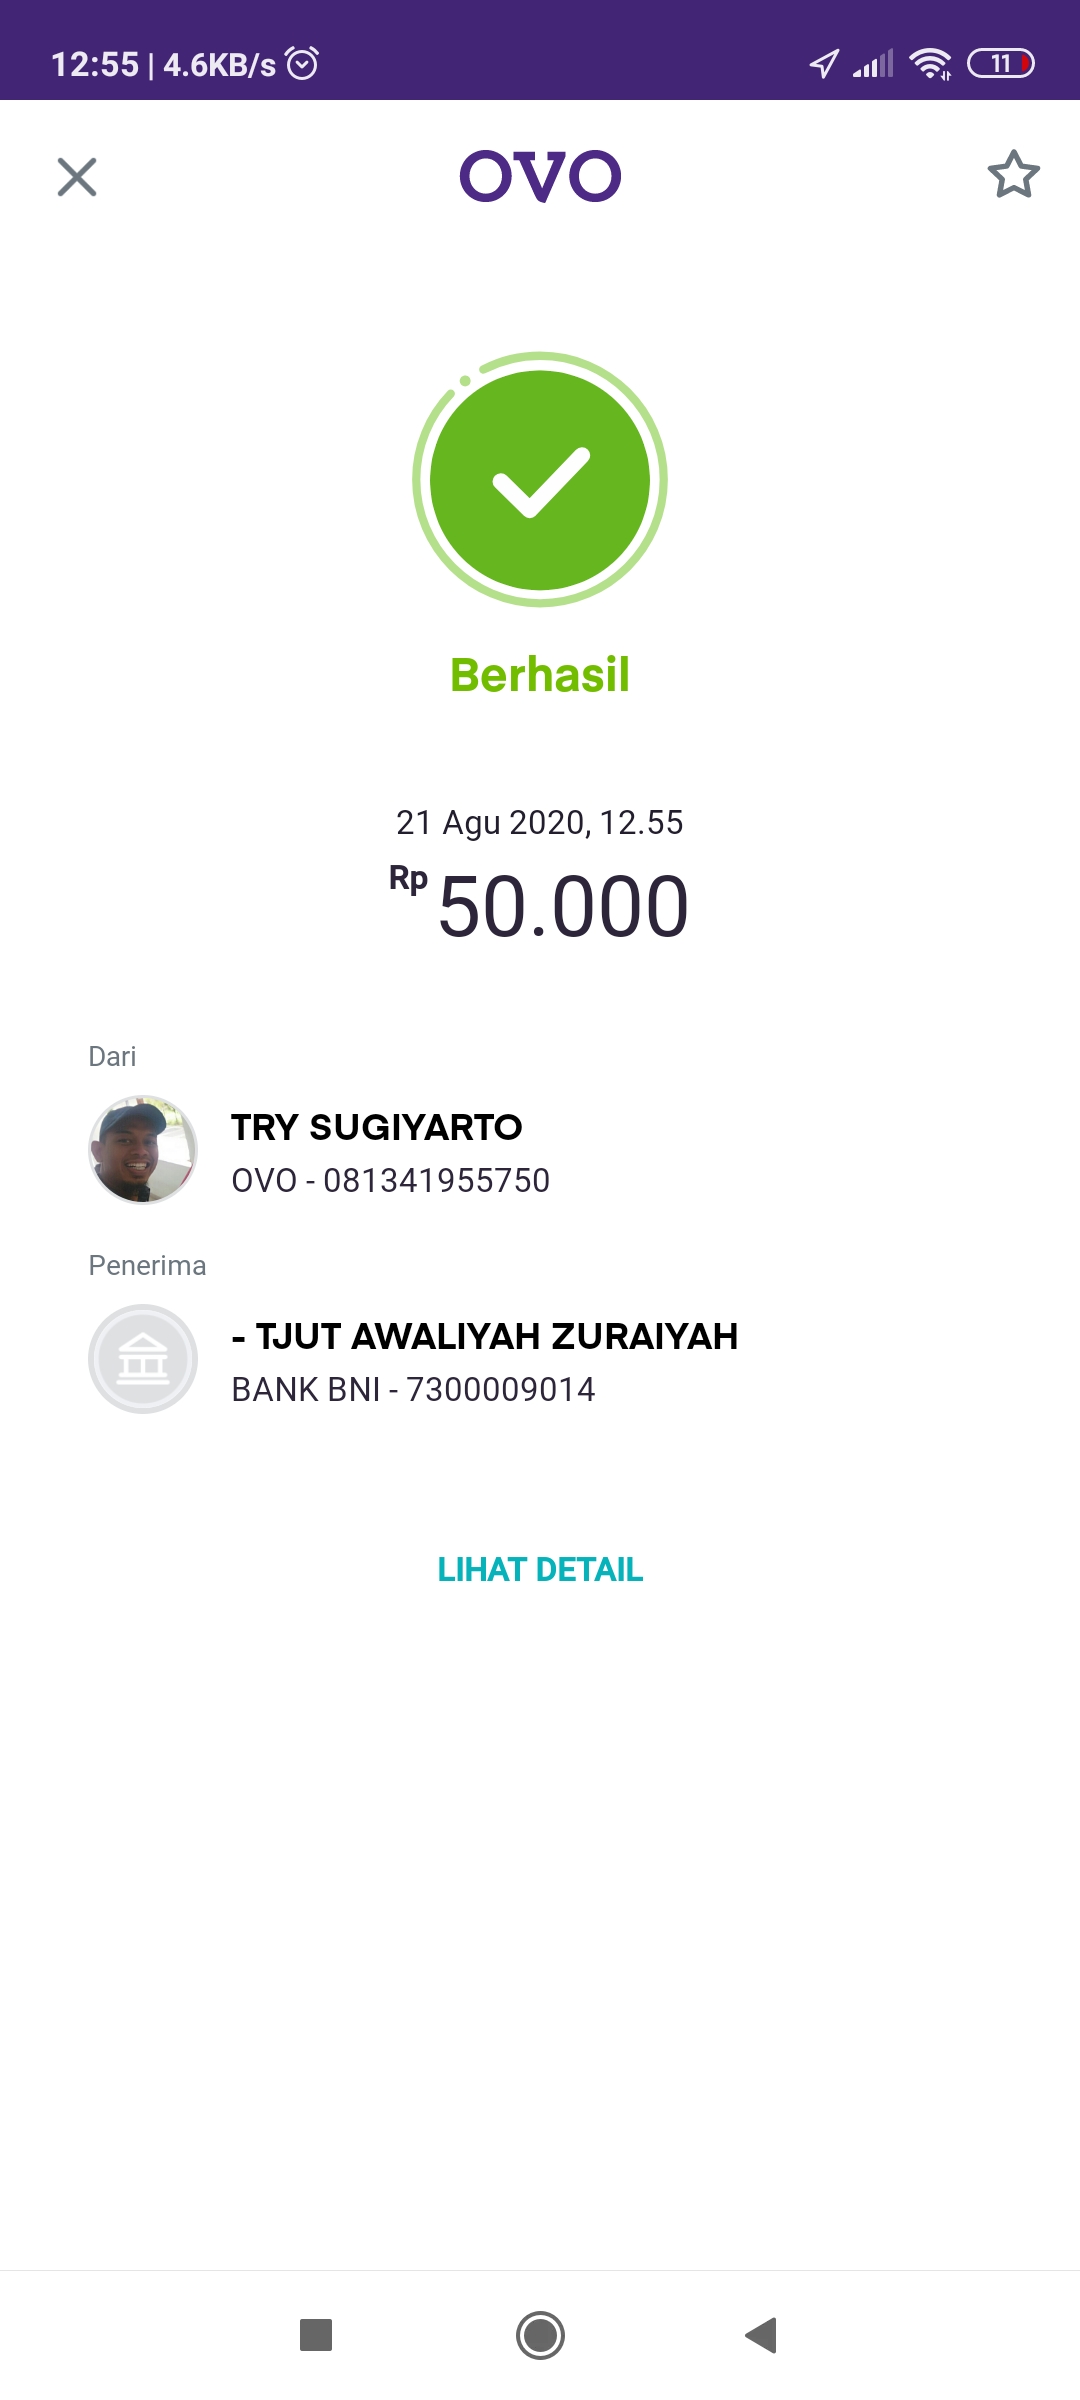 12:55 | 4.6KB/s
11
OVO
Berhasil
21 Agu 2020, 12.55
Rp 50.000
Dari
TRY SUGIYARTO
OVO - 081341955750
Penerima
- TJUT AWALIYAH ZURAIYAH
BANK BNI - 7300009014
LIHAT DETAIL